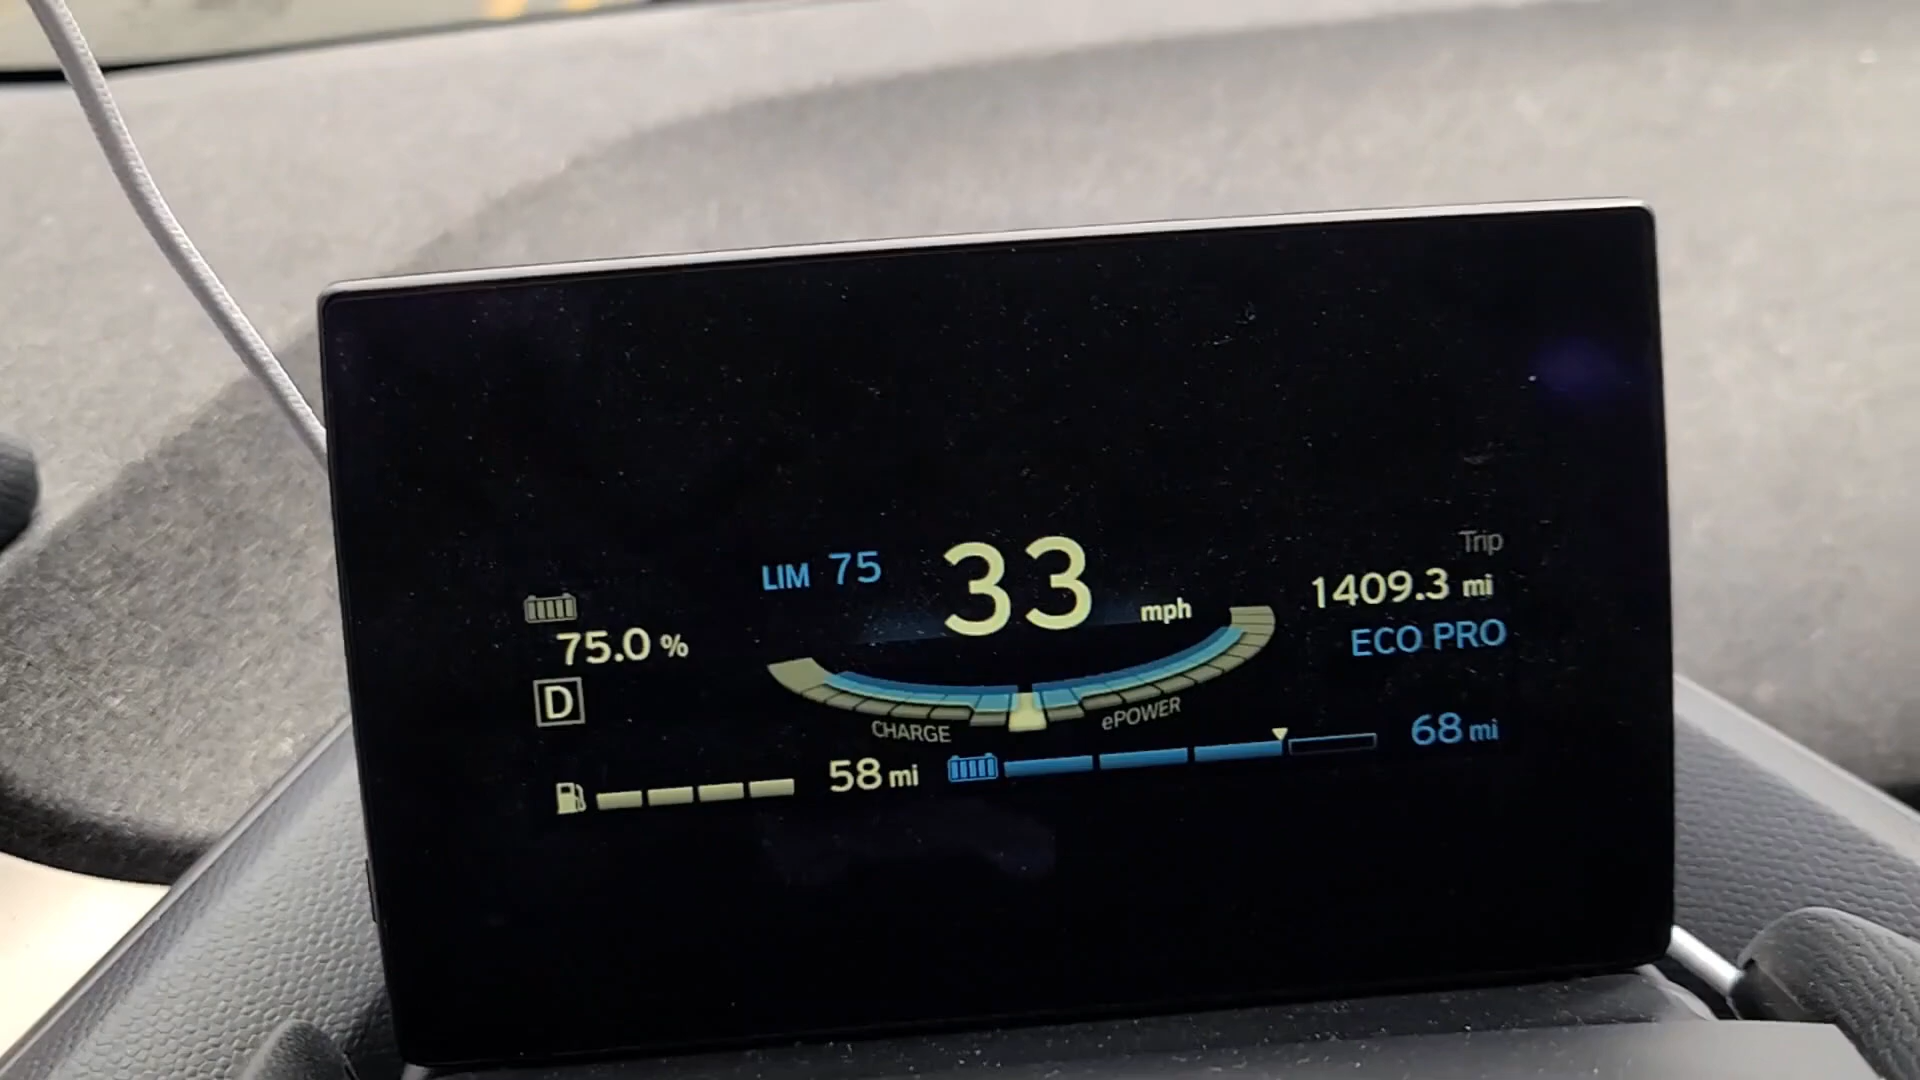 LIM 75 33 mph
Trip
1409.3 mi
75.0 %
ECO PRO
D
CHARGE ePOWER
58 mi 68 mi